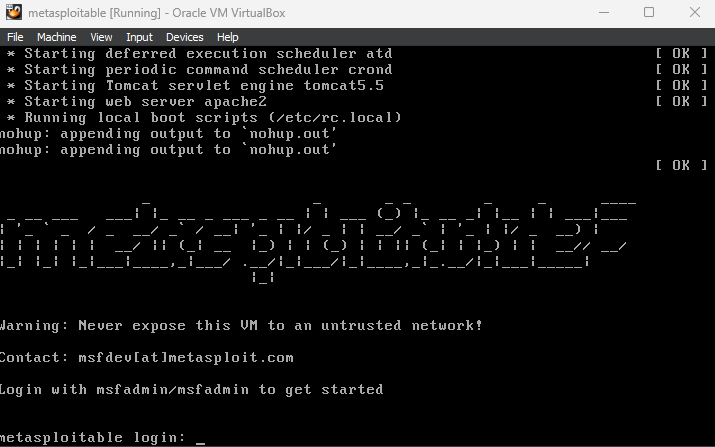 metasploitable [Running] - Oracle VM VirtualBox
File Machine View Input Devices Help
* Starting deferred execution scheduler atd [ OK ]
* Starting periodic command scheduler crond [ OK ]
* Starting Tomcat servlet engine tomcat5.5 [ OK ]
* Starting web server apache2 [ OK ]
* Running local boot scripts (/etc/rc.local)
nohup: appending output to `nohup.out'
nohup: appending output to `nohup.out'
[ OK ]
metasploitable2
Warning: Never expose this VM to an untrusted network!
Contact: msfdev[at]metasploit.com
Login with msfadmin/msfadmin to get started
metasploitable login: _